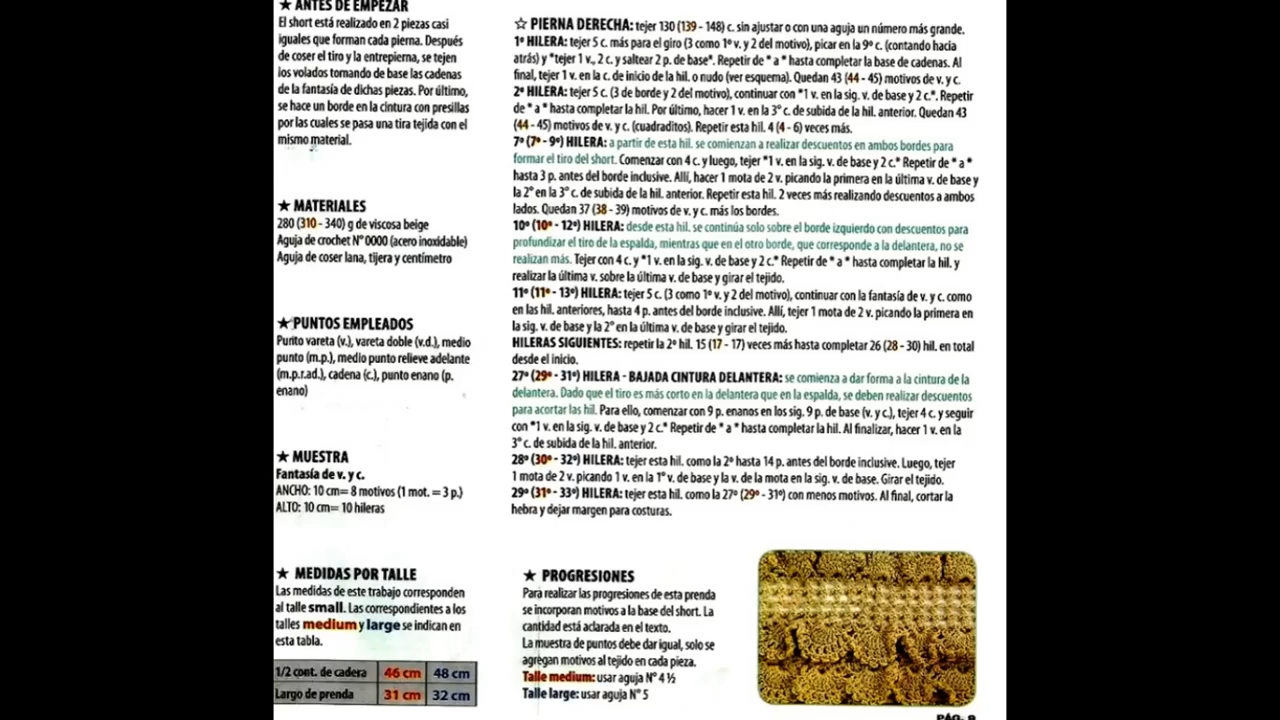 ★ ANTES DE EMPEZAR
El short está realizado en 2 piezas casi
iguales que forman cada pierna. Después
de coser el tiro y la entrepierna, se tejen
los volados tomando de base las cadenas
de la fantasía de dichas piezas. Por último,
se hace un borde en la cintura con presillas
por las cuales se pasa una tira tejida con el
mismo material.
★ MATERIALES
280 (310 - 340) g de viscosa beige
Aguja de crochet N° 0000 (acero inoxidable)
Aguja de coser lana, tijera y centímetro
★ PUNTOS EMPLEADOS
Punto vareta (v.), vareta doble (v.d.), medio
punto (m.p.), medio punto relieve adelante
(m.p.r.ad.), cadena (c.), punto enano (p.
enano)
★ MUESTRA
Fantasía de v. y c.
ANCHO: 10 cm= 8 motivos (1 mot. = 3 p.)
ALTO: 10 cm= 10 hileras
★ MEDIDAS POR TALLE
Las medidas de este trabajo corresponden
al talle small. Las correspondientes a los
talles medium y large se indican en
esta tabla.
1/2 cont. de cadera 46 cm 48 cm
Largo de prenda 31 cm 32 cm
☆ PIERNA DERECHA: tejer 130 (139 - 148) c. sin ajustar o con una aguja un número más grande.
1º HILERA: tejer 5 c. más para el giro (3 como 1º v. y 2 del motivo), picar en la 9º c. (contando hacia
atrás) y *tejer 1 v., 2 c. y saltear 2 p. de base*. Repetir de * a * hasta completar la base de cadenas. Al
final, tejer 1 v. en la c. de inicio de la hil. o nudo (ver esquema). Quedan 43 (44 - 45) motivos de v. y c.
2º HILERA: tejer 5 c. (3 de borde y 2 del motivo), continuar con *1 v. en la sig. v. de base y 2 c.*. Repetir
de * a * hasta completar la hil. Por último, hacer 1 v. en la 3° c. de subida de la hil. anterior. Quedan 43
(44 - 45) motivos de v. y c. (cuadraditos). Repetir esta hil. 4 (4 - 6) veces más.
7º (7º - 9º) HILERA: a partir de esta hil. se comienzan a realizar descuentos en ambos bordes para
formar el tiro del short. Comenzar con 4 c. y luego, tejer *1 v. en la sig. v. de base y 2 c.* Repetir de * a *
hasta 3 p. antes del borde inclusive. Allí, hacer 1 mota de 2 v. picando la primera en la última v. de base y
la 2º en la 3° c. de subida de la hil. anterior. Repetir esta hil. 2 veces más realizando descuentos a ambos
lados. Quedan 37 (38 - 39) motivos de v. y c. más los bordes.
10º (10º - 12º) HILERA: desde esta hil. se continúa solo sobre el borde izquierdo con descuentos para
profundizar el tiro de la espalda, mientras que en el otro borde, que corresponde a la delantera, no se
realizan más. Tejer con 4 c. y *1 v. en la sig. v. de base y 2 c.* Repetir de * a * hasta completar la hil. y
realizar la última v. sobre la última v. de base y girar el tejido.
11º (11º - 13º) HILERA: tejer 5 c. (3 como 1º v. y 2 del motivo), continuar con la fantasía de v. y c. como
en las hil. anteriores, hasta 4 p. antes del borde inclusive. Allí, tejer 1 mota de 2 v. picando la primera en
la sig. v. de base y la 2º en la última v. de base y girar el tejido.
HILERAS SIGUIENTES: repetir la 2º hil. 15 (17 - 17) veces más hasta completar 26 (28 - 30) hil. en total
desde el inicio.
27º (29º - 31º) HILERA - BAJADA CINTURA DELANTERA: se comienza a dar forma a la cintura de la
delantera. Dado que el tiro es más corto en la delantera que en la espalda, se deben realizar descuentos
para acortar las hil. Para ello, comenzar con 9 p. enanos en los sig. 9 p. de base (v. y c.), tejer 4 c. y seguir
con *1 v. en la sig. v. de base y 2 c.* Repetir de * a * hasta completar la hil. Al finalizar, hacer 1 v. en la
3° c. de subida de la hil. anterior.
28º (30º - 32º) HILERA: tejer esta hil. como la 2º hasta 14 p. antes del borde inclusive. Luego, tejer
1 mota de 2 v. picando 1 v. en la 1º v. de base y la v. de la mota en la sig. v. de base. Girar el tejido.
29º (31º - 33º) HILERA: tejer esta hil. como la 27º (29º - 31º) con menos motivos. Al final, cortar la
hebra y dejar margen para costuras.
★ PROGRESIONES
Para realizar las progresiones de esta prenda
se incorporan motivos a la base del short. La
cantidad está aclarada en el texto.
La muestra de puntos debe dar igual, solo se
agregan motivos al tejido en cada pieza.
Talle medium: usar aguja N° 4 ½
Talle large: usar aguja N° 5
PÁG. 9